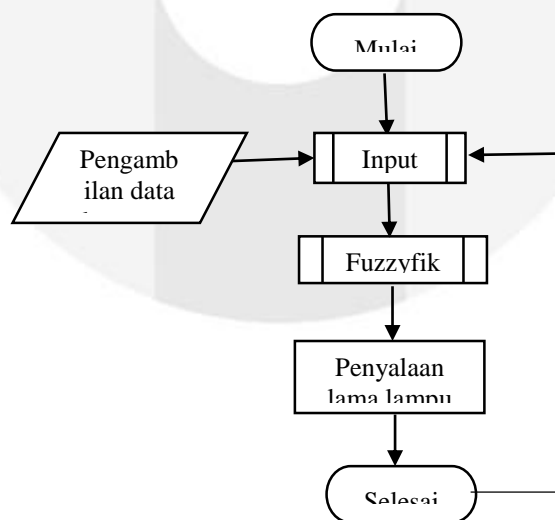 Mulai
Pengamb
ilan data
Input
Fuzzyfik
Penyalaan
lama lampu
Selesai